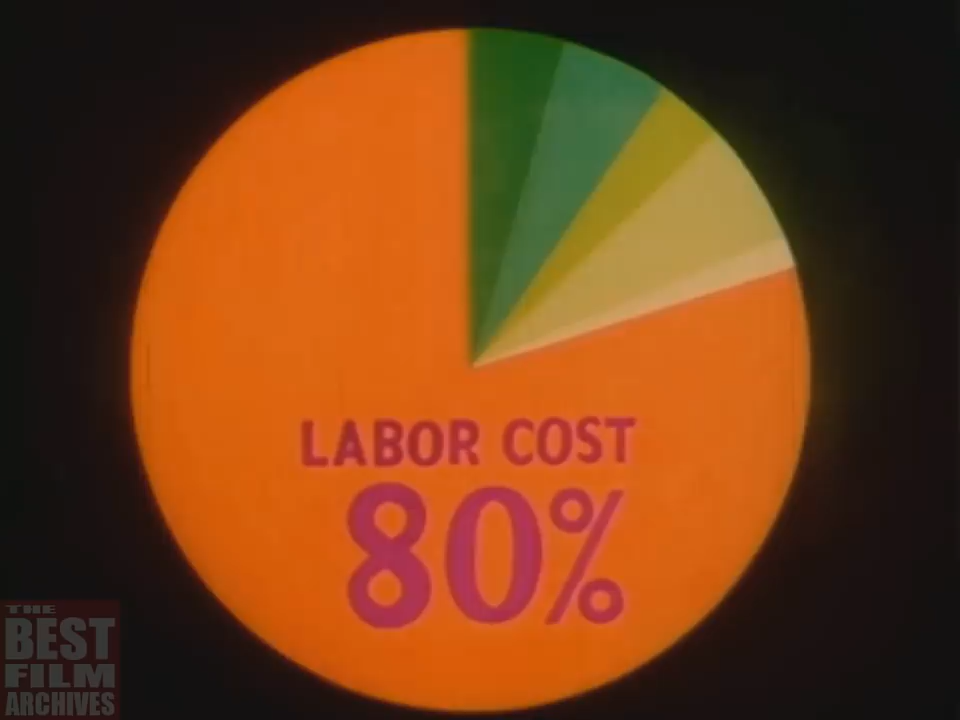 LABOR COST
80%
THE
BEST
FILM
ARCHIVES